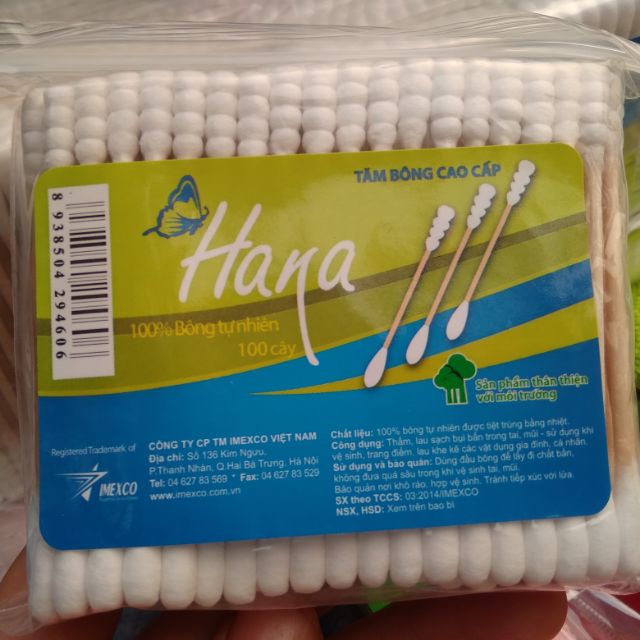 TĂM BÔNG CAO CẤP
Hana
100% Bông tự nhiên
100 cây
8 938504 294606
Sản phẩm thân thiện
với môi trường
Registered Trademark of
IMEXCO
CÔNG TY CP TM IMEXCO VIỆT NAM
Địa chỉ: Số 136 Kim Ngưu,
P.Thanh Nhàn, Q.Hai Bà Trưng, Hà Nội
Tel: 04 627 83 569 * Fax: 04 627 83 529
www.imexco.com.vn
Chất liệu: 100% bông tự nhiên được tiệt trùng bằng nhiệt.
Công dụng: Thấm, lau sạch bụi bẩn trong tai, mũi - sử dụng khi
vệ sinh, trang điểm, lau khe kẽ các vật dụng gia đình, cá nhân.
Sử dụng và bảo quản: Dùng đầu bông để lấy đi chất bẩn,
không đưa quá sâu trong khi vệ sinh tai, mũi.
Bảo quản nơi khô ráo, hợp vệ sinh. Tránh tiếp xúc với lửa.
SX theo TCCS: 03:2014/IMEXCO
NSX, HSD: Xem trên bao bì